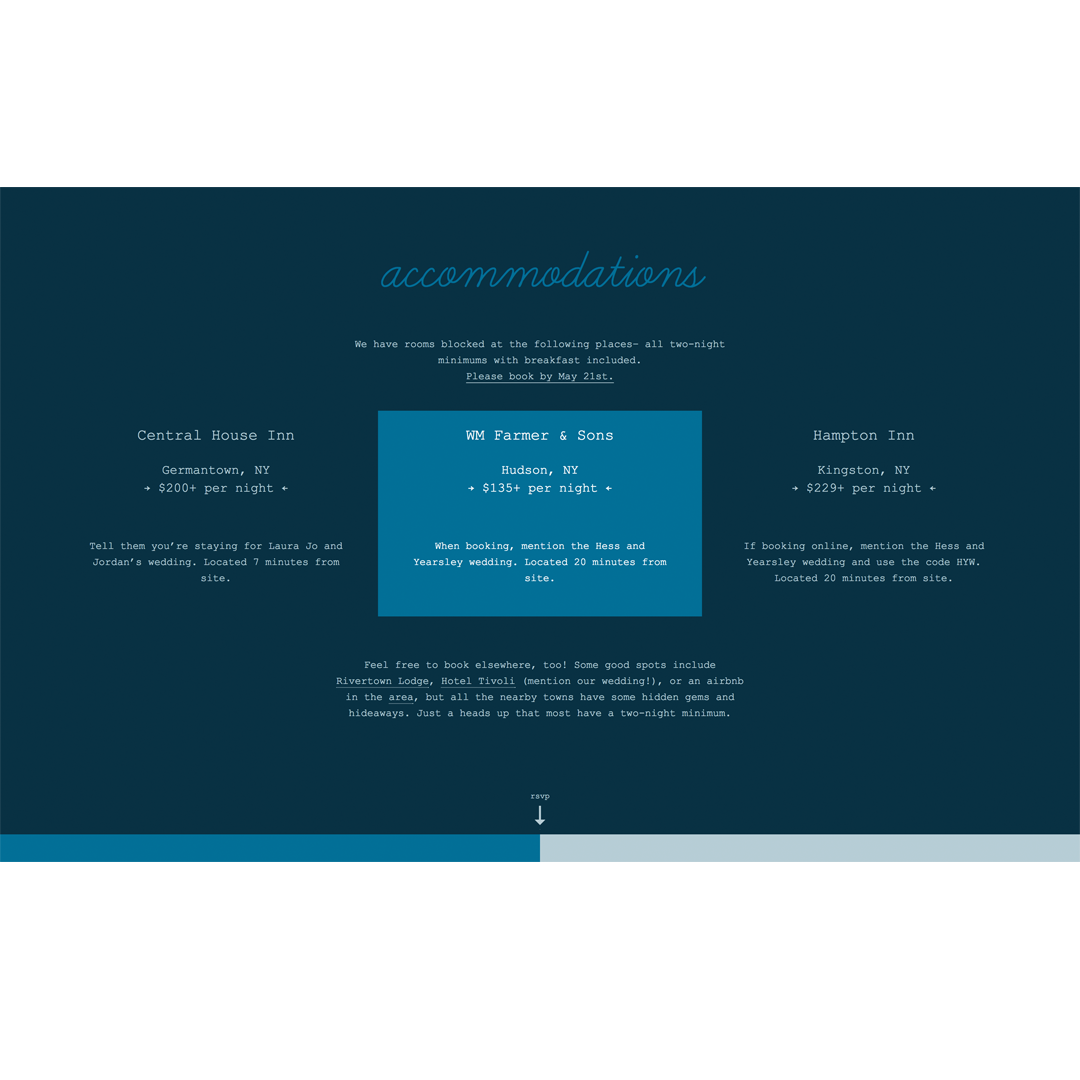 accommodations
We have rooms blocked at the following places– all two-night
minimums with breakfast included.
Please book by May 21st.
Central House Inn
Germantown, NY
→ $200+ per night ←
Tell them you’re staying for Laura Jo and
Jordan’s wedding. Located 7 minutes from
site.
WM Farmer & Sons
Hudson, NY
→ $135+ per night ←
When booking, mention the Hess and
Yearsley wedding. Located 20 minutes from
site.
Hampton Inn
Kingston, NY
→ $229+ per night ←
If booking online, mention the Hess and
Yearsley wedding and use the code HYW.
Located 20 minutes from site.
Feel free to book elsewhere, too! Some good spots include
Rivertown Lodge, Hotel Tivoli (mention our wedding!), or an airbnb
in the area, but all the nearby towns have some hidden gems and
hideaways. Just a heads up that most have a two-night minimum.
rsvp